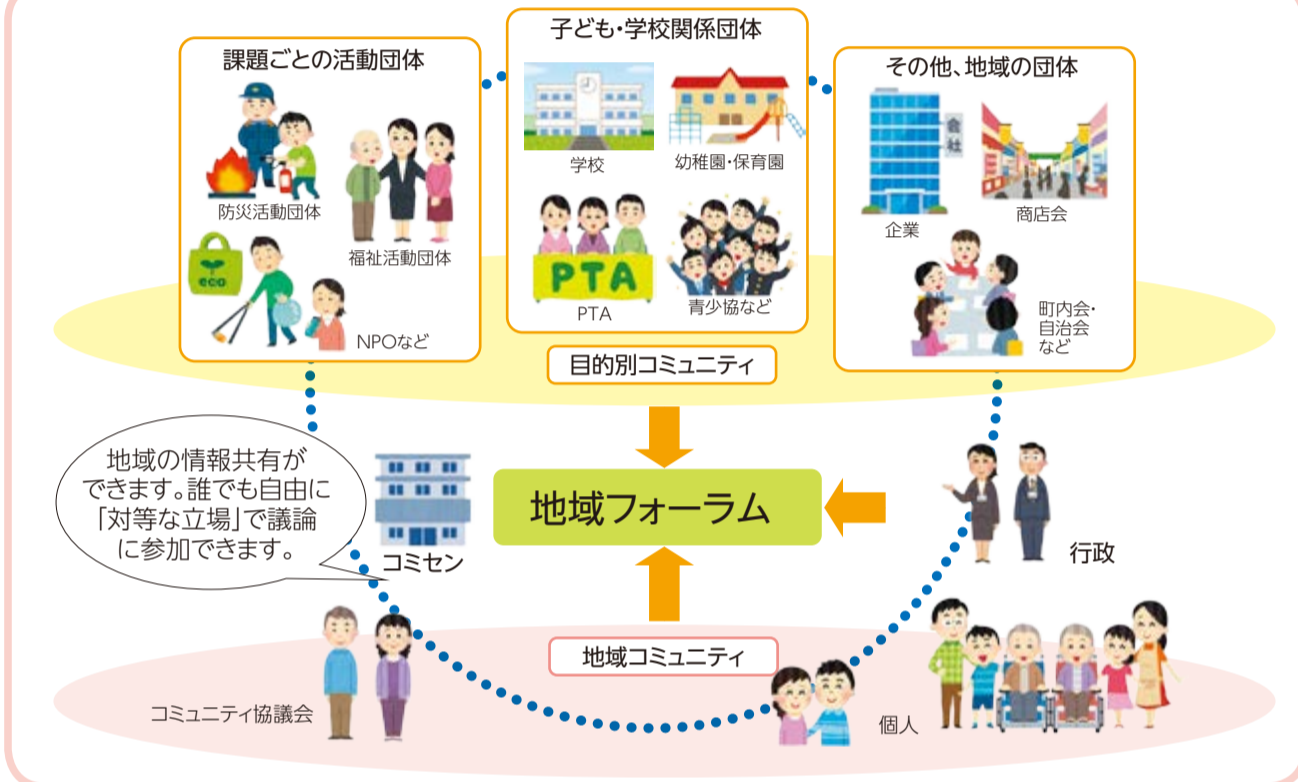 課題ごとの活動団体
防災活動団体
福祉活動団体
eco
NPOなど
子ども・学校関係団体
学校
幼稚園・保育園
PTA
PTA
青少協など
その他、地域の団体
会社
企業
商店会
町内会・
自治会
など
目的別コミュニティ
地域の情報共有が
できます。誰でも自由に
「対等な立場」で議論
に参加できます。
コミセン
地域フォーラム
行政
地域コミュニティ
コミュニティ協議会
個人